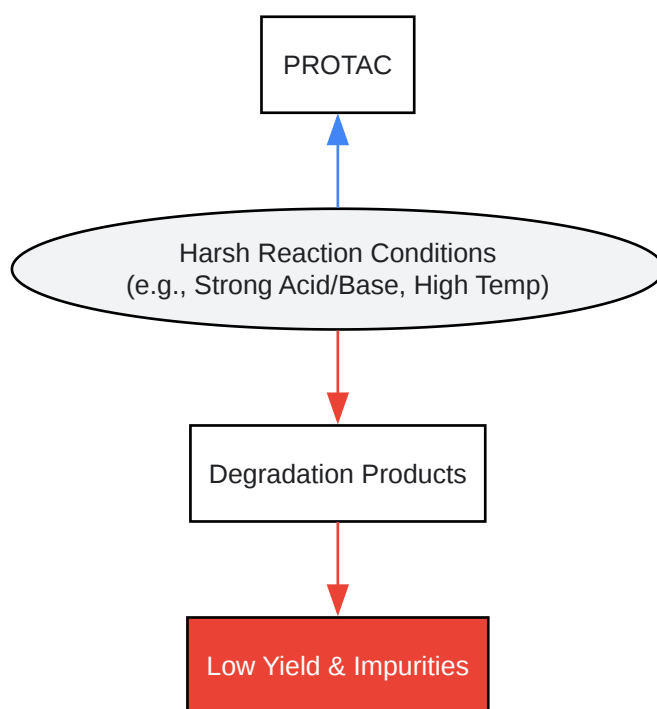 PROTAC
Harsh Reaction Conditions
(e.g., Strong Acid/Base, High Temp)
Degradation Products
Low Yield & Impurities